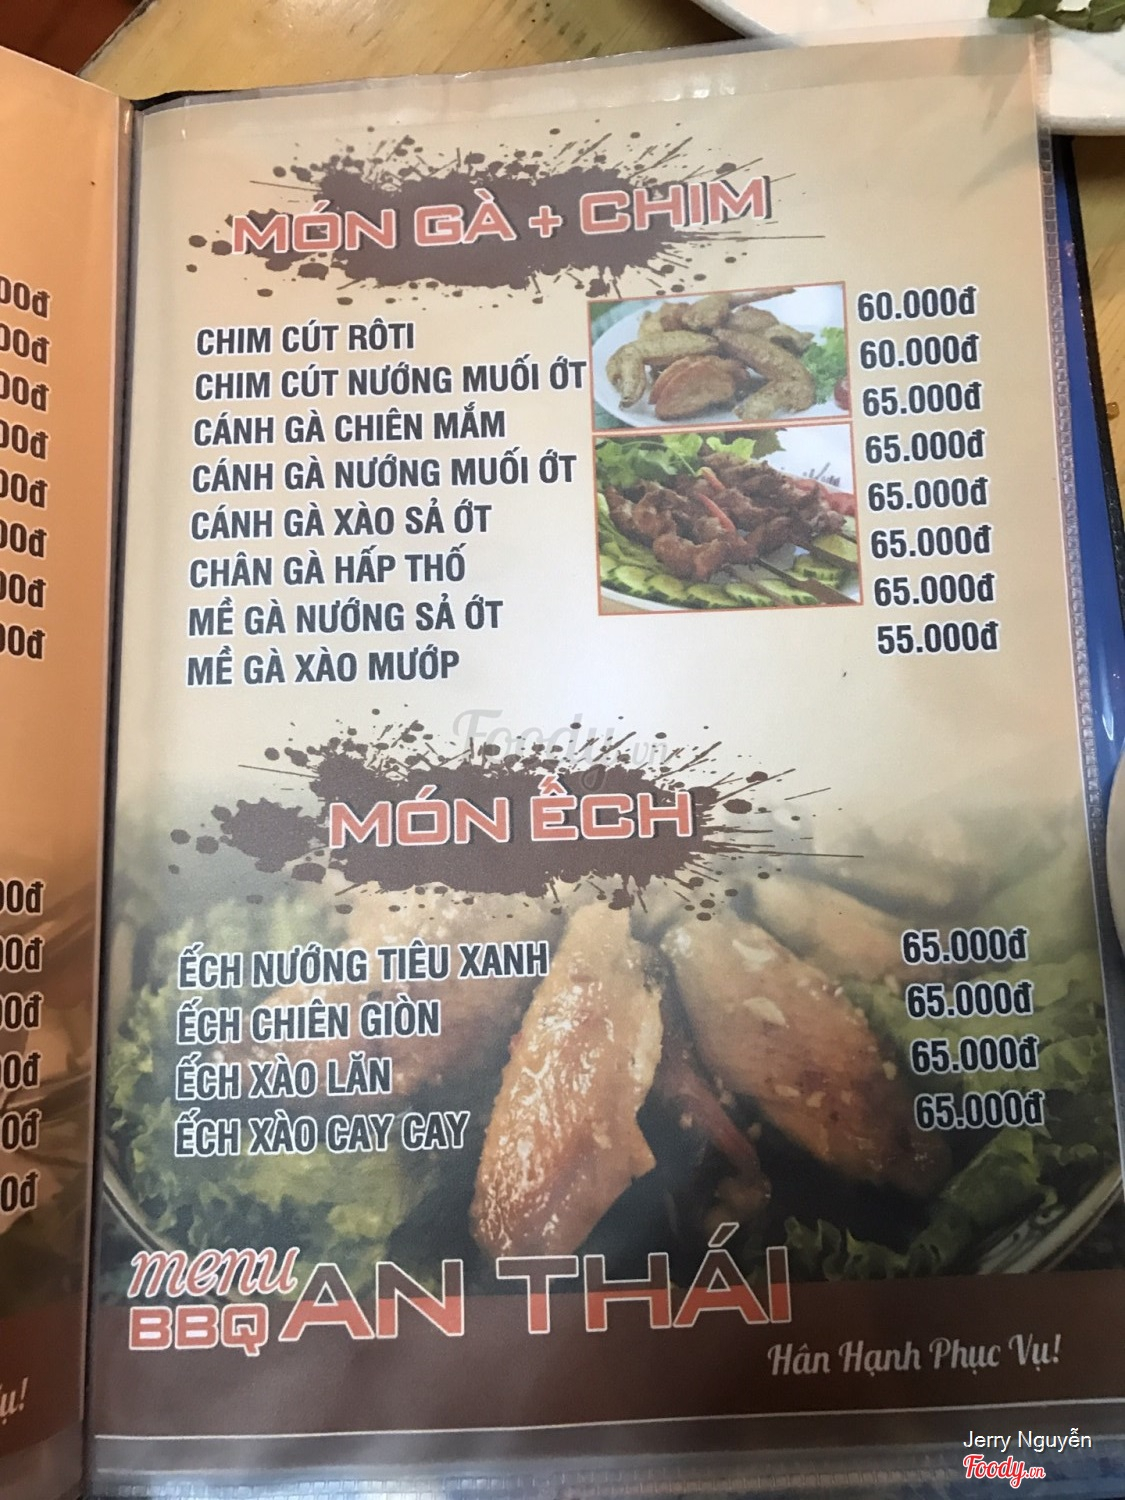 MÓN GÀ + CHIM
CHIM CÚT RÔTI 60.000đ
CHIM CÚT NƯỚNG MUỐI ỚT 60.000đ
CÁNH GÀ CHIÊN MẮM 65.000đ
CÁNH GÀ NƯỚNG MUỐI ỚT 65.000đ
CÁNH GÀ XÀO SẢ ỚT 65.000đ
CHÂN GÀ HẤP THỐ 65.000đ
MỀ GÀ NƯỚNG SẢ ỚT 65.000đ
MỀ GÀ XÀO MƯỚP 55.000đ
Foody.vn
MÓN ẾCH
ẾCH NƯỚNG TIÊU XANH 65.000đ
ẾCH CHIÊN GIÒN 65.000đ
ẾCH XÀO LĂN 65.000đ
ẾCH XÀO CAY CAY 65.000đ
menu
BBQ AN THÁI
Hân Hạnh Phục Vụ!
Jerry Nguyễn
Foody.vn